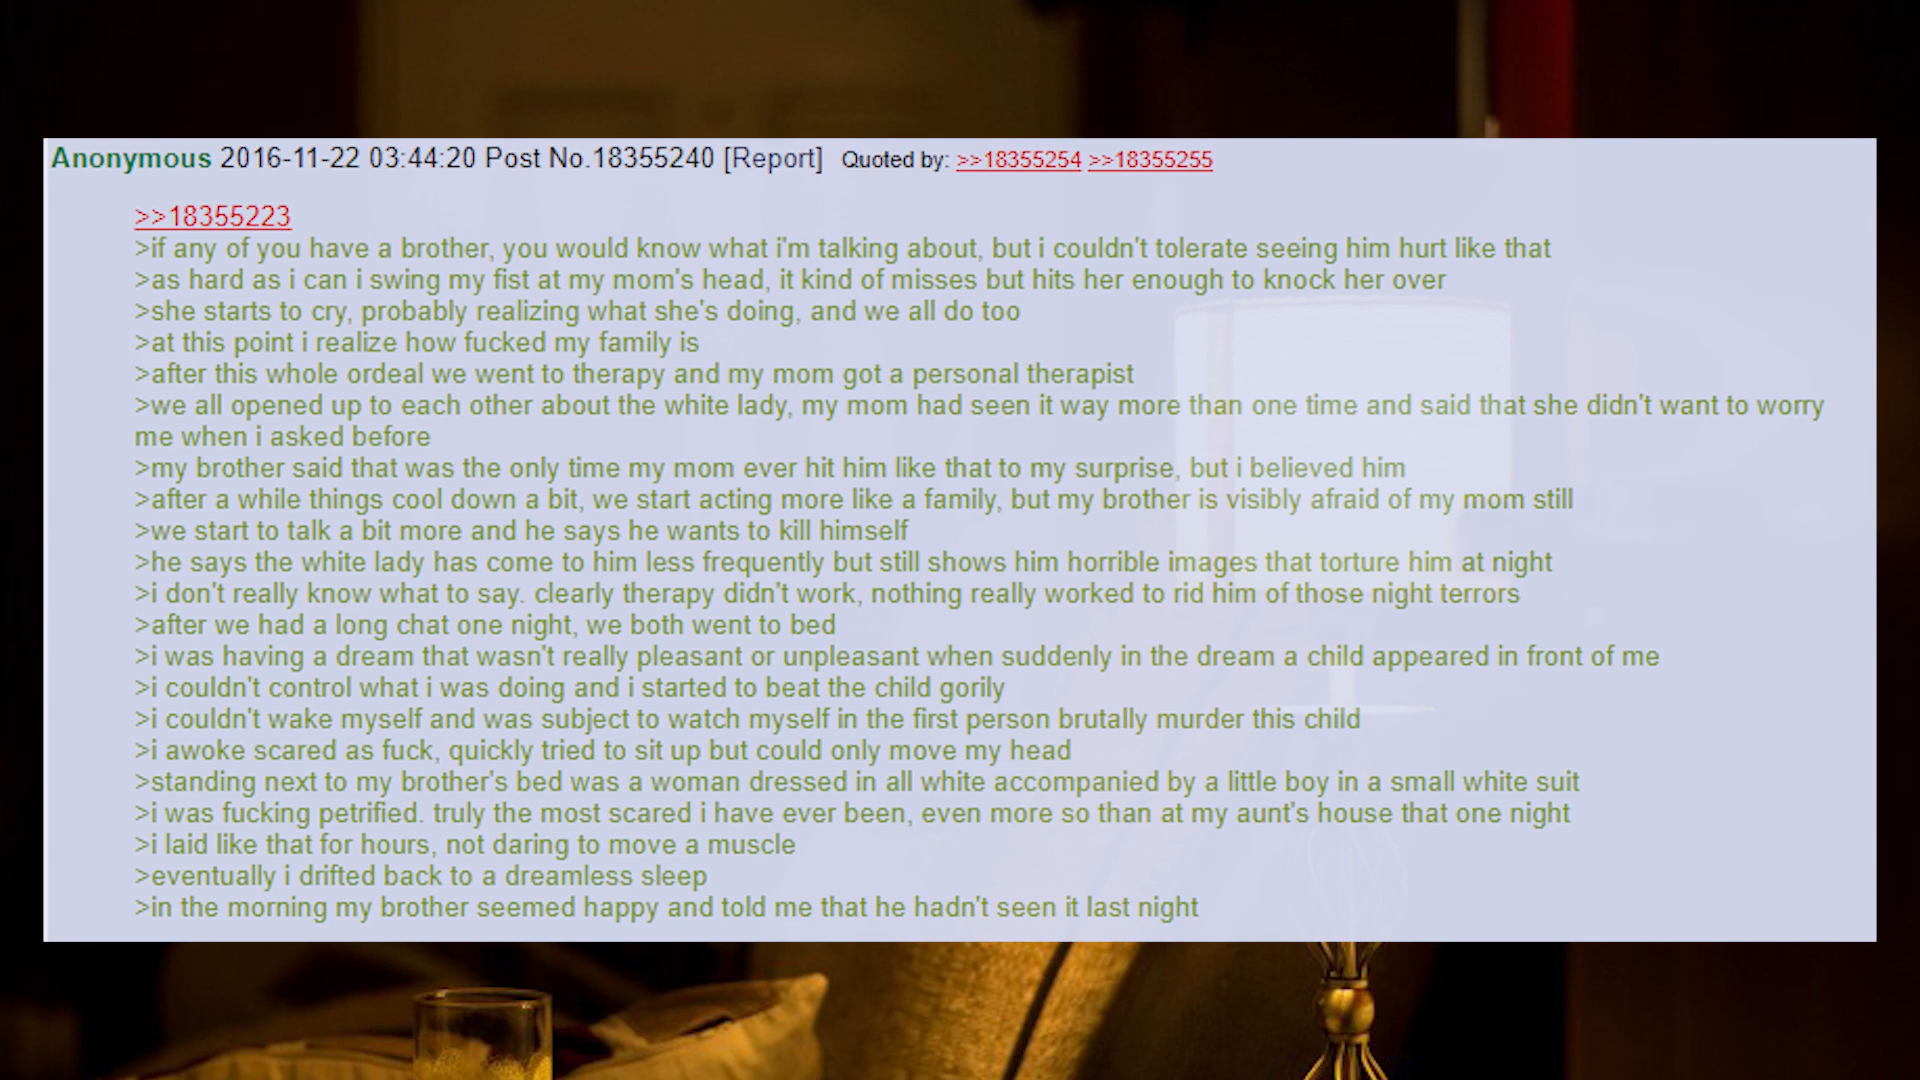 Anonymous 2016-11-22 03:44:20 Post No.18355240 [Report] Quoted by: >>18355254 >>18355255
>>18355223
>if any of you have a brother, you would know what i'm talking about, but i couldn't tolerate seeing him hurt like that
>as hard as i can i swing my fist at my mom's head, it kind of misses but hits her enough to knock her over
>she starts to cry, probably realizing what she's doing, and we all do too
>at this point i realize how fucked my family is
>after this whole ordeal we went to therapy and my mom got a personal therapist
>we all opened up to each other about the white lady, my mom had seen it way more than one time and said that she didn't want to worry
me when i asked before
>my brother said that was the only time my mom ever hit him like that to my surprise, but i believed him
>after a while things cool down a bit, we start acting more like a family, but my brother is visibly afraid of my mom still
>we start to talk a bit more and he says he wants to kill himself
>he says the white lady has come to him less frequently but still shows him horrible images that torture him at night
>i don't really know what to say. clearly therapy didn't work, nothing really worked to rid him of those night terrors
>after we had a long chat one night, we both went to bed
>i was having a dream that wasn't really pleasant or unpleasant when suddenly in the dream a child appeared in front of me
>i couldn't control what i was doing and i started to beat the child gorily
>i couldn't wake myself and was subject to watch myself in the first person brutally murder this child
>i awoke scared as fuck, quickly tried to sit up but could only move my head
>standing next to my brother's bed was a woman dressed in all white accompanied by a little boy in a small white suit
>i was fucking petrified. truly the most scared i have ever been, even more so than at my aunt's house that one night
>i laid like that for hours, not daring to move a muscle
>eventually i drifted back to a dreamless sleep
>in the morning my brother seemed happy and told me that he hadn't seen it last night